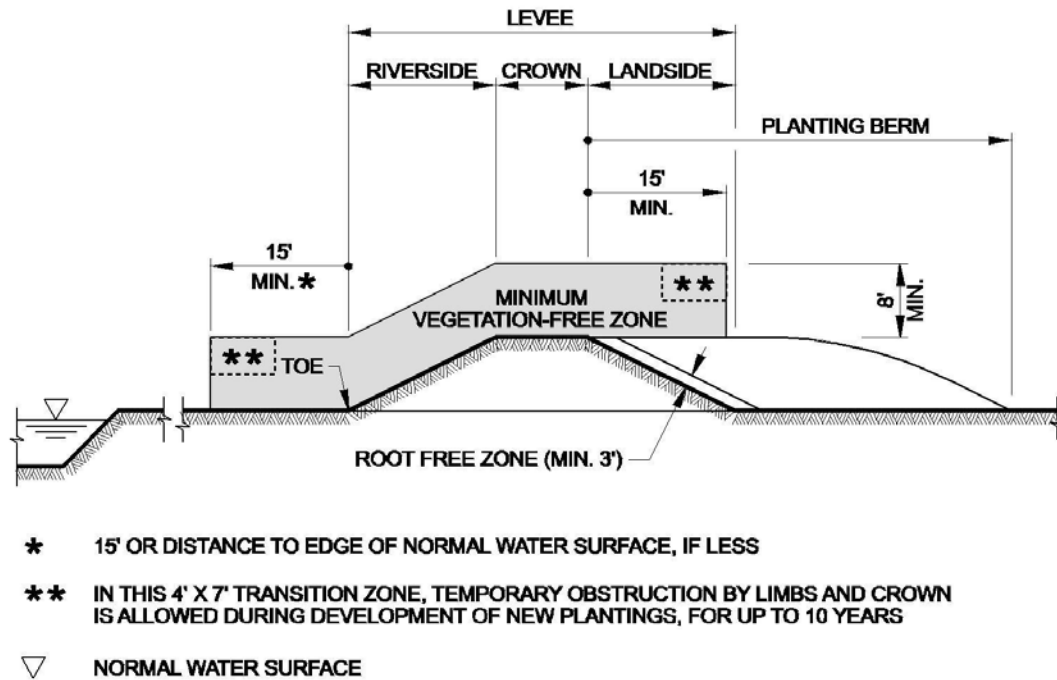 LEVEE
RIVERSIDE
CROWN
LANDSIDE
PLANTING BERM
15'
MIN.
15'
MIN.*
8'
MIN.
MINIMUM
VEGETATION-FREE ZONE
**
**
TOE
ROOT FREE ZONE (MIN. 3')
* 15' OR DISTANCE TO EDGE OF NORMAL WATER SURFACE, IF LESS
** IN THIS 4' X 7' TRANSITION ZONE, TEMPORARY OBSTRUCTION BY LIMBS AND CROWN
IS ALLOWED DURING DEVELOPMENT OF NEW PLANTINGS, FOR UP TO 10 YEARS
NORMAL WATER SURFACE